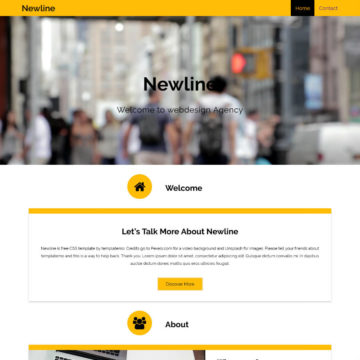 Newline
Home Contact
Newline
Welcome to webdesign Agency
Welcome
Let's Talk More About Newline
Newline is free CSS template by templatemo. Credits go to Pexels.com for a video background and Unsplash for images. Please tell your friends about
templatemo and this is a way to help back. Thank you. Lorem ipsum dolor sit amet, consectetur adipiscing elit. Quisque dictum convallis mi in dapibus
auctor dictum donec mattis quis eros ultricies feugiat.
Discover More
About